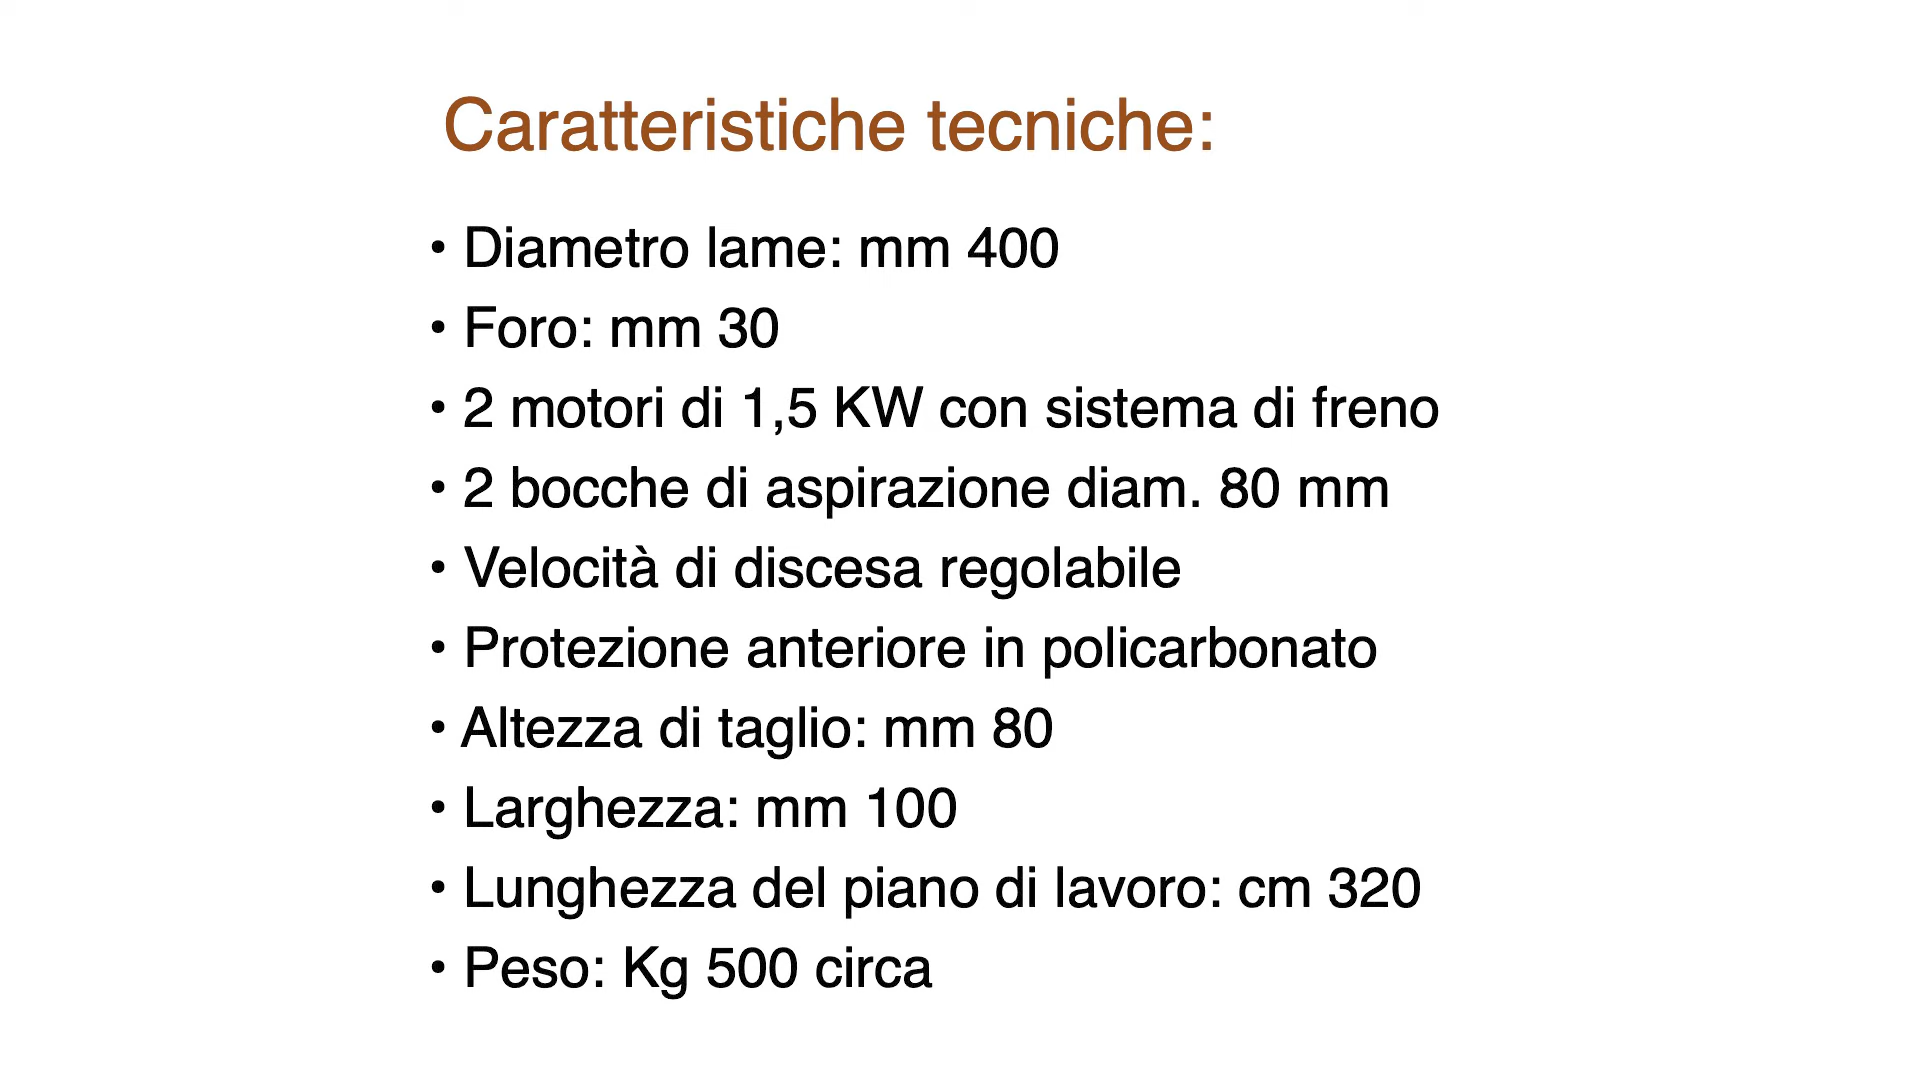 Caratteristiche tecniche:
• Diametro lame: mm 400
• Foro: mm 30
• 2 motori di 1,5 KW con sistema di freno
• 2 bocche di aspirazione diam. 80 mm
• Velocità di discesa regolabile
• Protezione anteriore in policarbonato
• Altezza di taglio: mm 80
• Larghezza: mm 100
• Lunghezza del piano di lavoro: cm 320
• Peso: Kg 500 circa